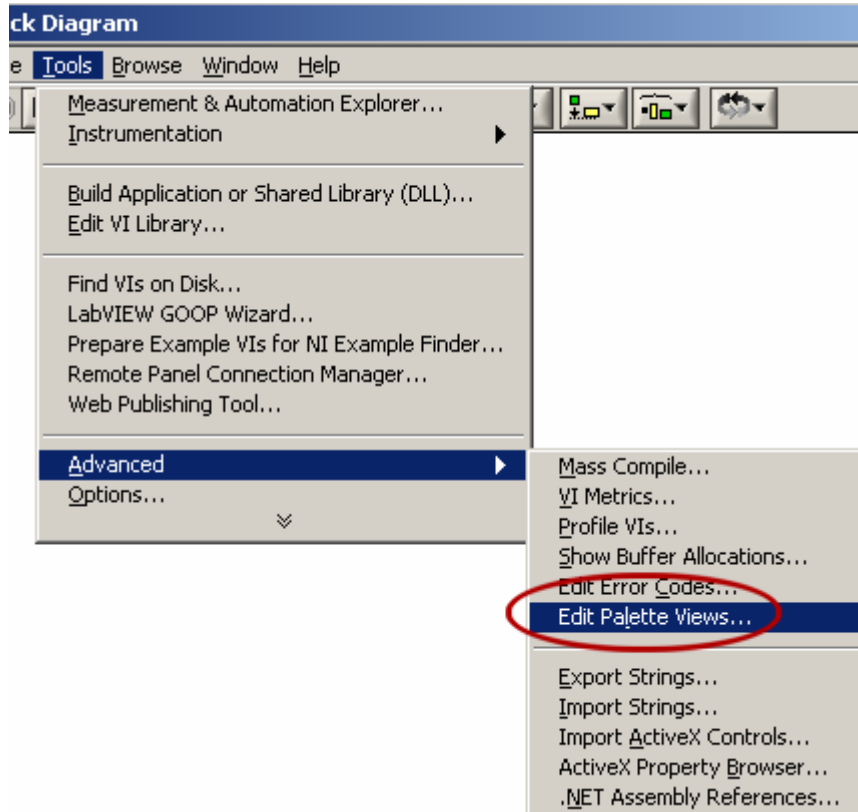 ck Diagram
e Tools Browse Window Help
Measurement & Automation Explorer...
Instrumentation
Build Application or Shared Library (DLL)...
Edit VI Library...
Find VIs on Disk...
LabVIEW GOOP Wizard...
Prepare Example VIs for NI Example Finder...
Remote Panel Connection Manager...
Web Publishing Tool...
Advanced
Options...
Mass Compile...
VI Metrics...
Profile VIs...
Show Buffer Allocations...
Edit Error Codes...
Edit Palette Views...
Export Strings...
Import Strings...
Import ActiveX Controls...
ActiveX Property Browser...
.NET Assembly References...